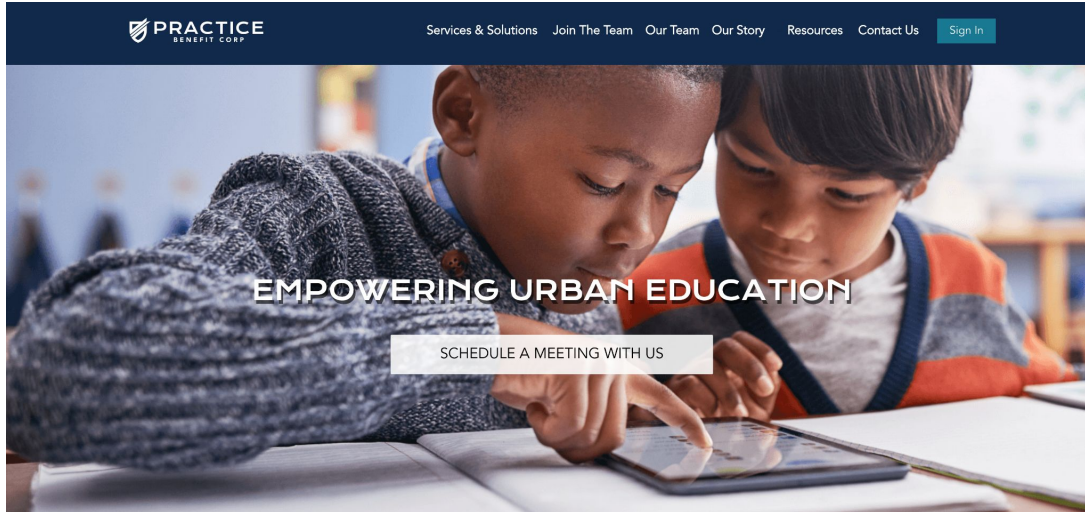 PRACTICE
BENEFIT CORP
Services & Solutions Join The Team Our Team Our Story Resources Contact Us Sign In
EMPOWERING URBAN EDUCATION
SCHEDULE A MEETING WITH US